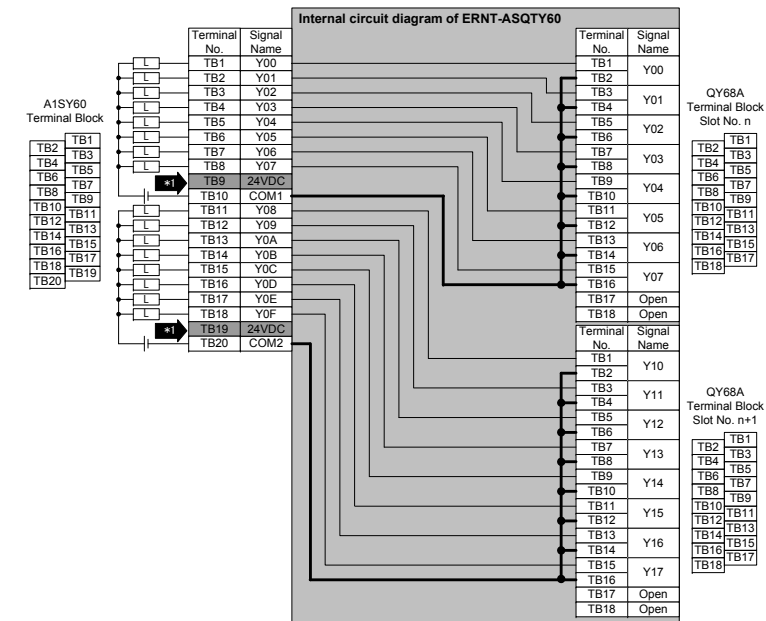 Internal circuit diagram of ERNT-ASQTY60
A1SY60
Terminal Block
TB1
TB2
TB3
TB4
TB5
TB6
TB7
TB8
TB9
TB10
TB11
TB12
TB13
TB14
TB15
TB16
TB17
TB18
TB19
TB20
Terminal No. Signal Name
L TB1 Y00
L TB2 Y01
L TB3 Y02
L TB4 Y03
L TB5 Y04
L TB6 Y05
L TB7 Y06
L TB8 Y07
*1 TB9 24VDC
TB10 COM1
L TB11 Y08
L TB12 Y09
L TB13 Y0A
L TB14 Y0B
L TB15 Y0C
L TB16 Y0D
L TB17 Y0E
L TB18 Y0F
*1 TB19 24VDC
TB20 COM2
Terminal No. Signal Name
TB1 Y00
TB2
TB3 Y01
TB4
TB5 Y02
TB6
TB7 Y03
TB8
TB9 Y04
TB10
TB11 Y05
TB12
TB13 Y06
TB14
TB15 Y07
TB16
TB17 Open
TB18 Open
QY68A
Terminal Block
Slot No. n
TB1
TB2
TB3
TB4
TB5
TB6
TB7
TB8
TB9
TB10
TB11
TB12
TB13
TB14
TB15
TB16
TB17
TB18
Terminal No. Signal Name
TB1 Y10
TB2
TB3 Y11
TB4
TB5 Y12
TB6
TB7 Y13
TB8
TB9 Y14
TB10
TB11 Y15
TB12
TB13 Y16
TB14
TB15 Y17
TB16
TB17 Open
TB18 Open
QY68A
Terminal Block
Slot No. n+1
TB1
TB2
TB3
TB4
TB5
TB6
TB7
TB8
TB9
TB10
TB11
TB12
TB13
TB14
TB15
TB16
TB17
TB18